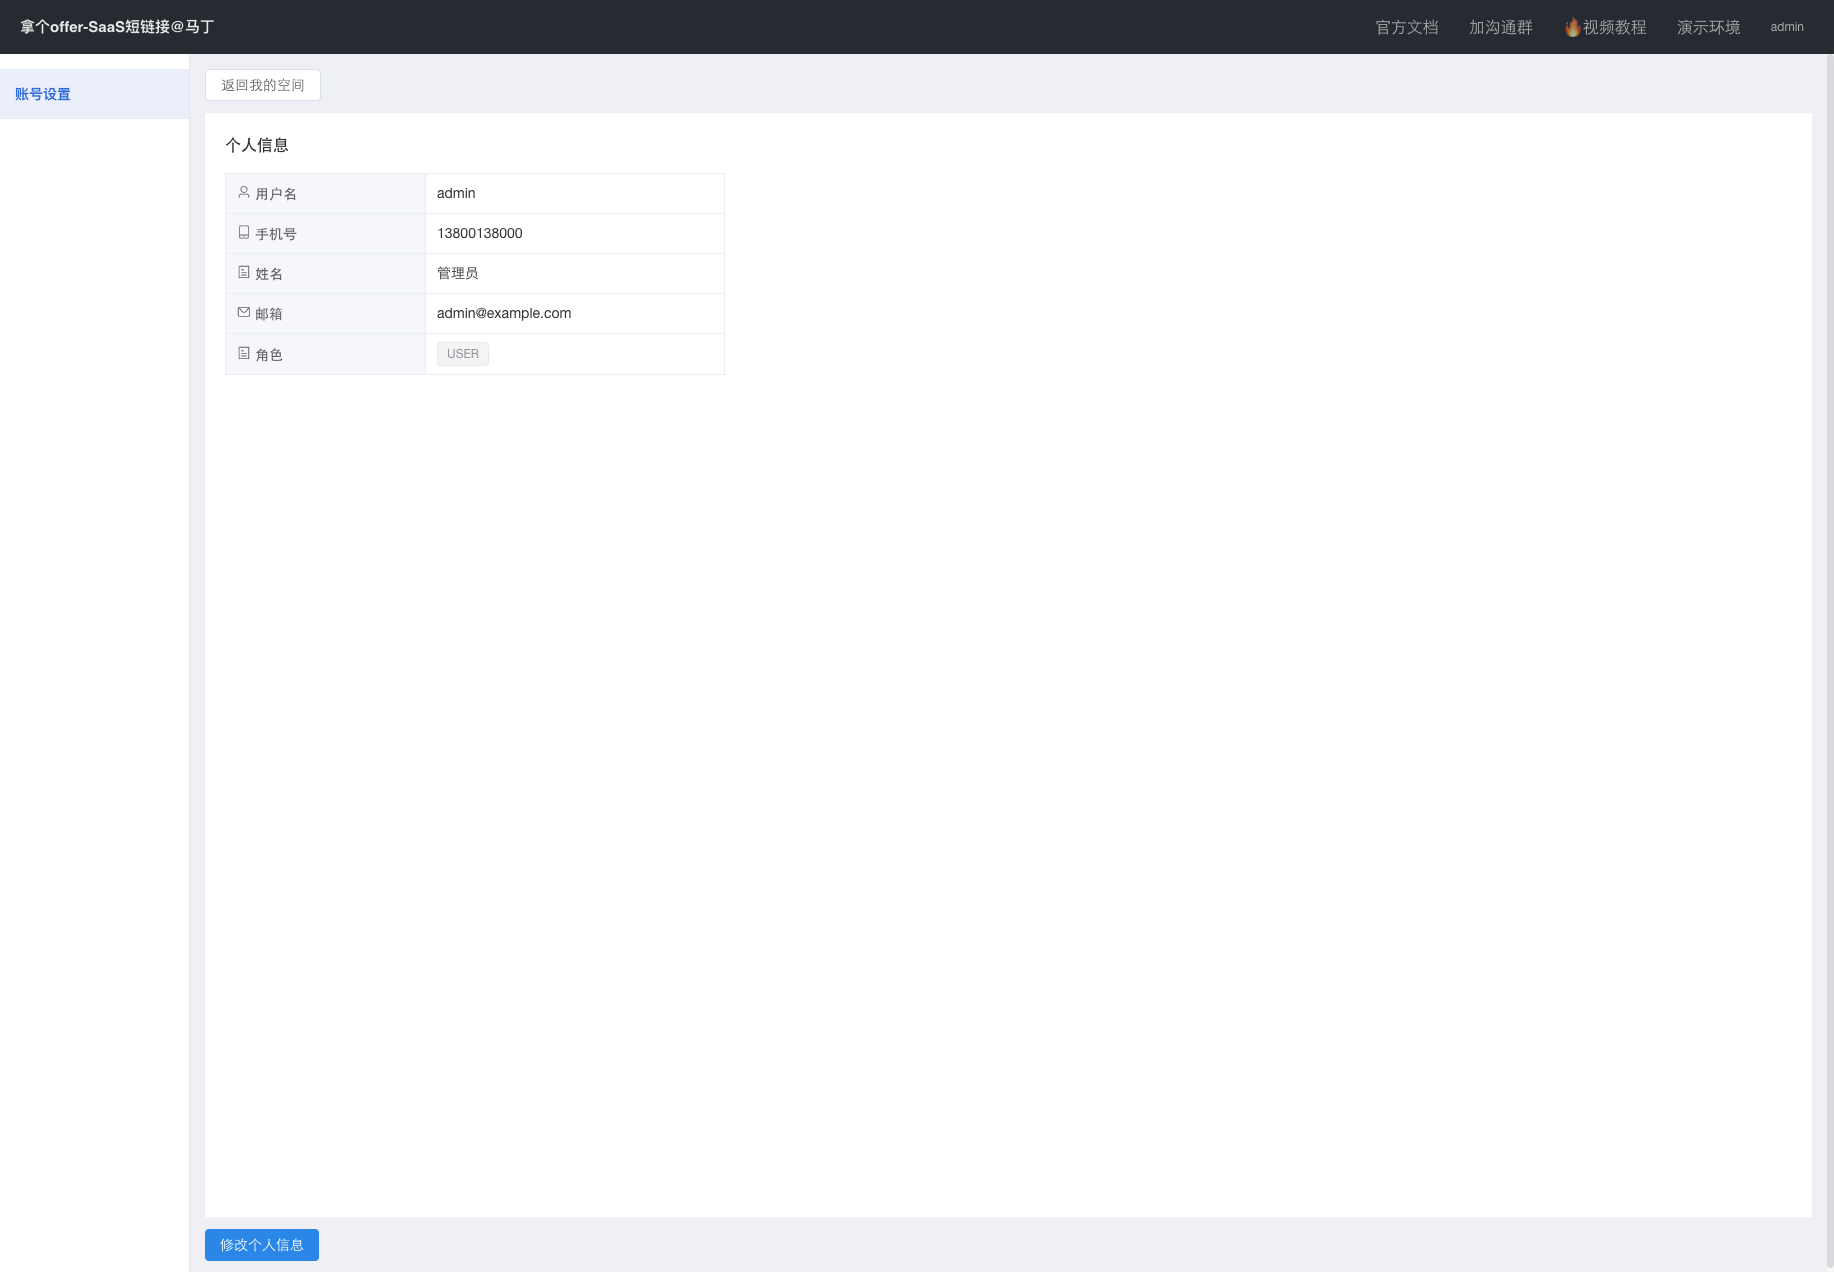 拿个offer-SaaS短链接@马丁
官方文档 加沟通群 🔥视频教程 演示环境 admin
账号设置
返回我的空间
个人信息
用户名 admin
手机号 13800138000
姓名 管理员
邮箱 admin@example.com
角色 USER
修改个人信息